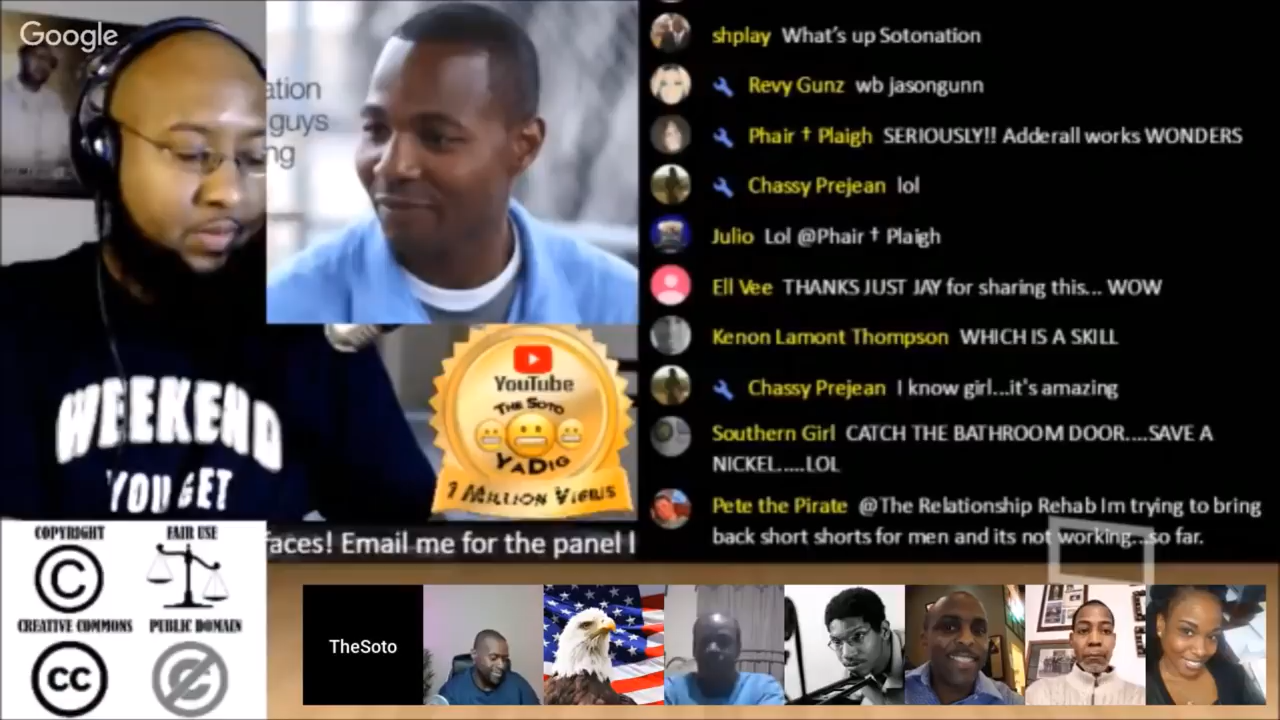 Google
ation
guys
ng
shplay What's up Sotonation
Revy Gunz wb jasongunn
Phair † Plaigh SERIOUSLY!! Adderall works WONDERS
Chassy Prejean lol
Julio Lol @Phair † Plaigh
Ell Vee THANKS JUST JAY for sharing this... WOW
Kenon Lamont Thompson WHICH IS A SKILL
Chassy Prejean I know girl...it's amazing
Southern Girl CATCH THE BATHROOM DOOR....SAVE A
NICKEL.....LOL
Pete the Pirate @The Relationship Rehab Im trying to bring
back short shorts for men and its not working...so far.
YouTube
THE SOTO
YADIG
1 MILLION VIEWS
WEEKEND
YOU GET
faces! Email me for the panel l
COPYRIGHT FAIR USE
C
CREATIVE COMMONS PUBLIC DOMAIN
CC C
TheSoto